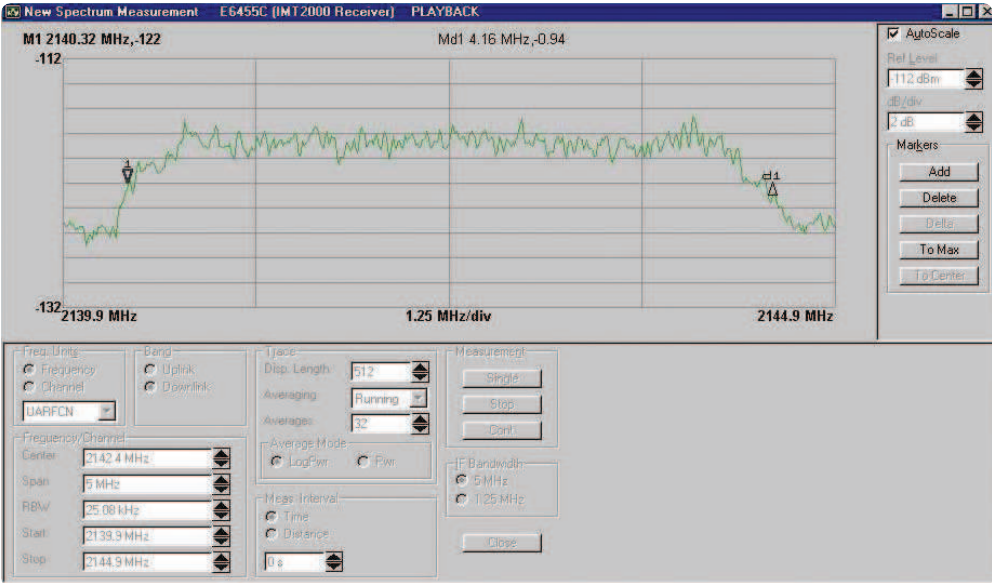 New Spectrum Measurement E6455C (IMT2000 Receiver) PLAYBACK
M1 2140.32 MHz,-122 Md1 4.16 MHz,-0.94
-112
1
d1
-132
2139.9 MHz 1.25 MHz/div 2144.9 MHz
AutoScale
Ref Level
-112 dBm
dB/div
2 dB
Markers
Add
Delete
Delta
To Max
To Center
Freq. Units
Frequency
Channel
UARFCN
Band
Uplink
Downlink
Frequency/Channel
Center 2142.4 MHz
Span 5 MHz
RBW 25.08 kHz
Start 2139.9 MHz
Stop 2144.9 MHz
Trace
Disp. Length 512
Averaging Running
Averages 32
Average Mode
LogPwr Pwr
Meas. Interval
Time
Distance
0 s
Measurement
Single
Stop
Cont.
IF Bandwidth
5 MHz
1.25 MHz
Close